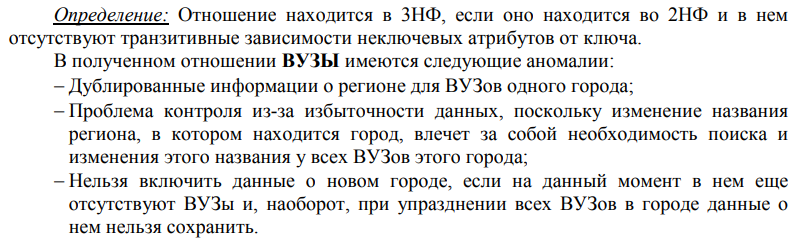 Определение: Отношение находится в 3НФ, если оно находится во 2НФ и в нем
отсутствуют транзитивные зависимости неключевых атрибутов от ключа.
В полученном отношении ВУЗЫ имеются следующие аномалии:
– Дублированные информации о регионе для ВУЗов одного города;
– Проблема контроля из-за избыточности данных, поскольку изменение названия
региона, в котором находится город, влечет за собой необходимость поиска и
изменения этого названия у всех ВУЗов этого города;
– Нельзя включить данные о новом городе, если на данный момент в нем еще
отсутствуют ВУЗы и, наоборот, при упразднении всех ВУЗов в городе данные о
нем нельзя сохранить.